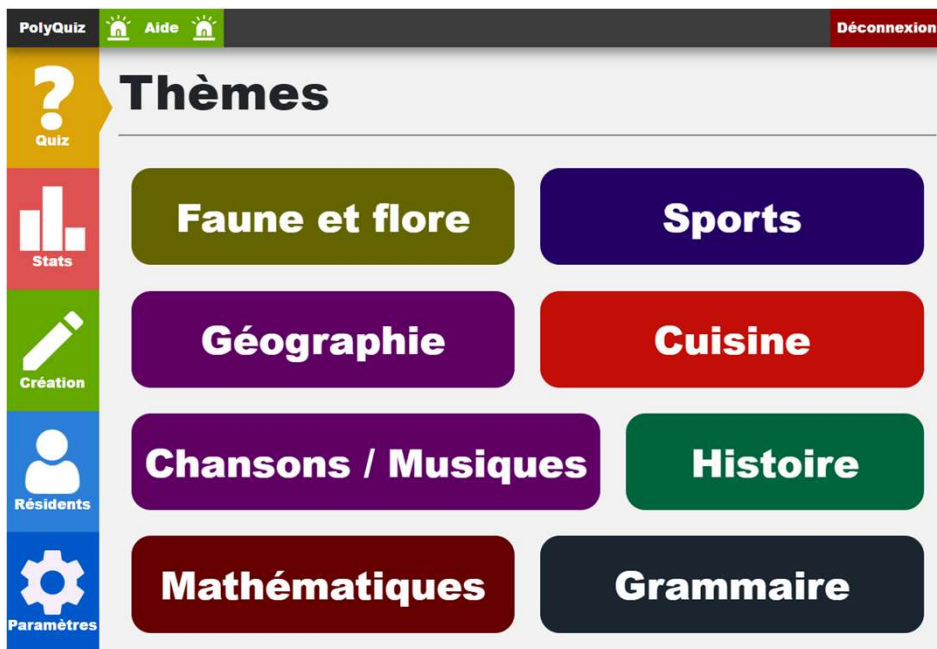 PolyQuiz Aide Déconnexion
Quiz
Thèmes
Stats
Création
Résidents
Paramètres
Faune et flore Sports
Géographie Cuisine
Chansons / Musiques Histoire
Mathématiques Grammaire